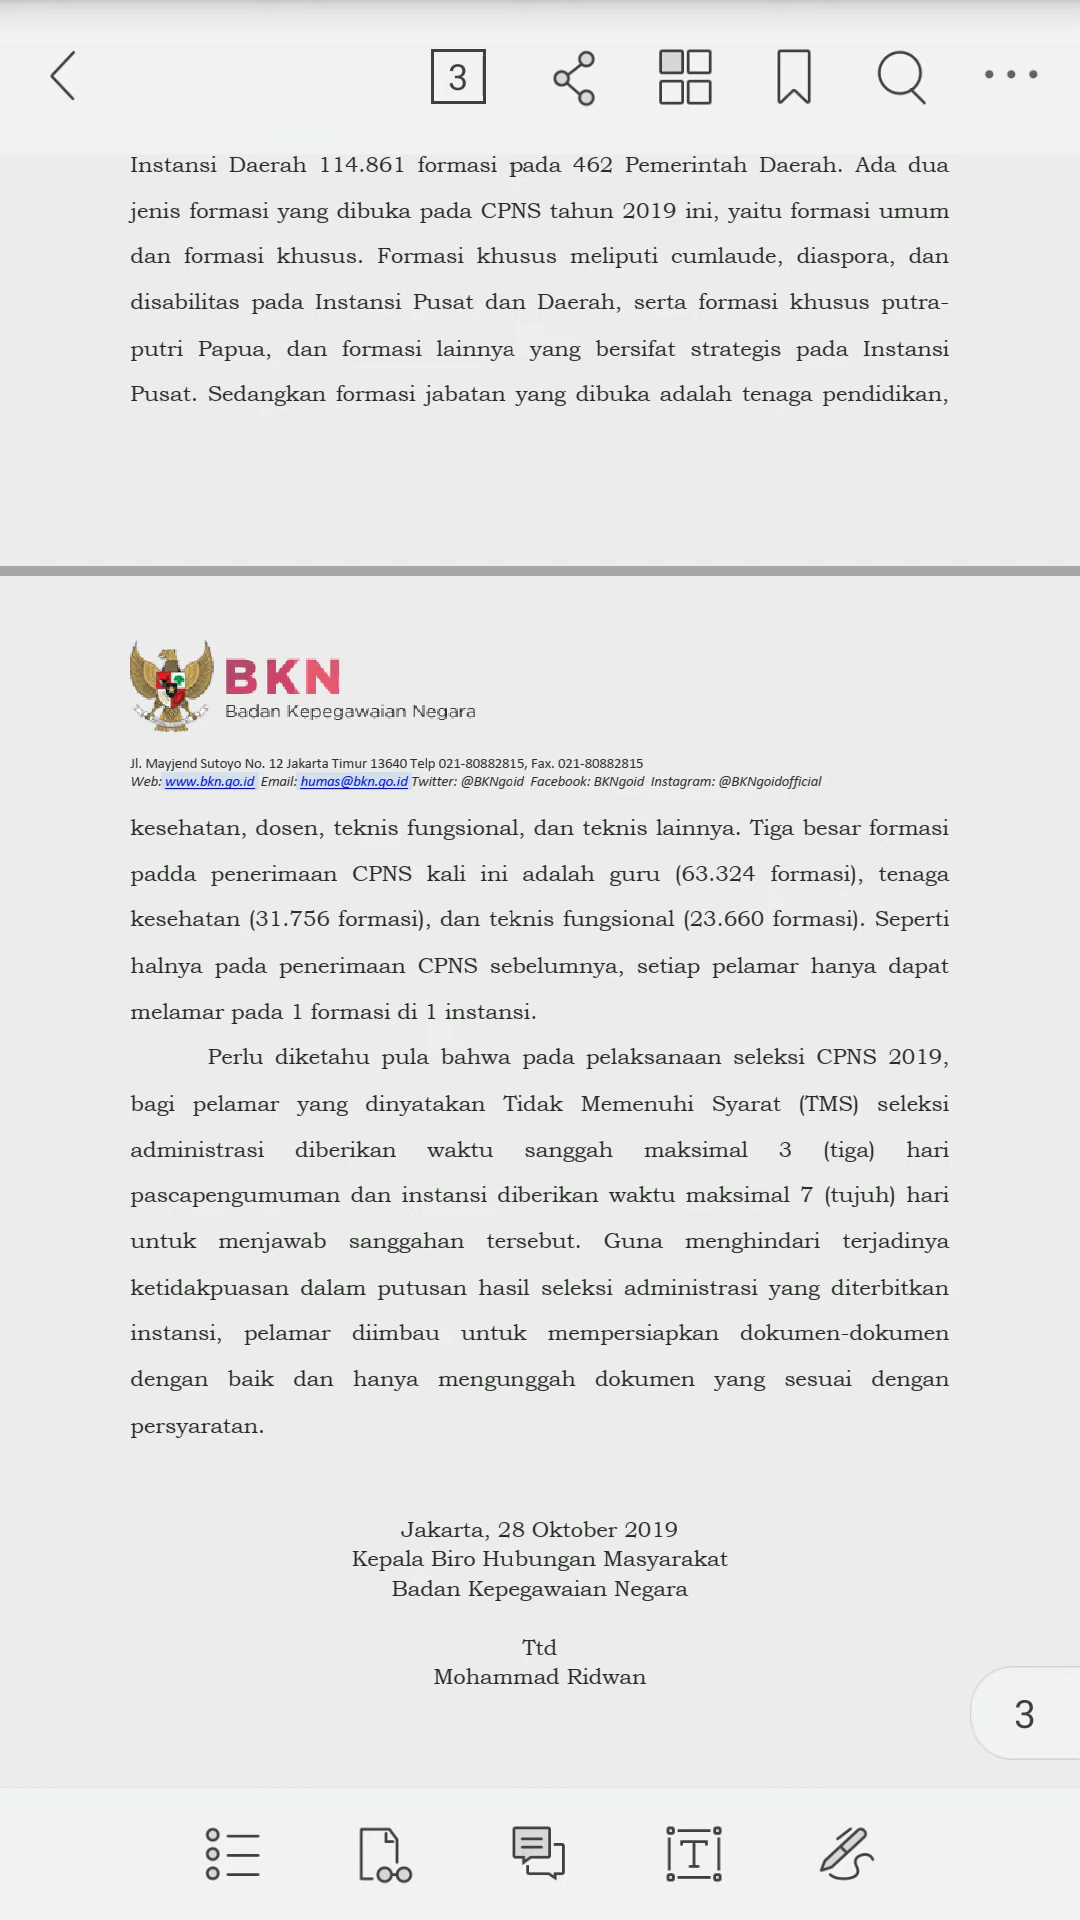 3
Instansi Daerah 114.861 formasi pada 462 Pemerintah Daerah. Ada dua
jenis formasi yang dibuka pada CPNS tahun 2019 ini, yaitu formasi umum
dan formasi khusus. Formasi khusus meliputi cumlaude, diaspora, dan
disabilitas pada Instansi Pusat dan Daerah, serta formasi khusus putra-
putri Papua, dan formasi lainnya yang bersifat strategis pada Instansi
Pusat. Sedangkan formasi jabatan yang dibuka adalah tenaga pendidikan,
BKN
Badan Kepegawaian Negara
Jl. Mayjend Sutoyo No. 12 Jakarta Timur 13640 Telp 021-80882815, Fax. 021-80882815
Web: www.bkn.go.id Email: humas@bkn.go.id Twitter: @BKNgoid Facebook: BKNgoid Instagram: @BKNgoidofficial
kesehatan, dosen, teknis fungsional, dan teknis lainnya. Tiga besar formasi
padda penerimaan CPNS kali ini adalah guru (63.324 formasi), tenaga
kesehatan (31.756 formasi), dan teknis fungsional (23.660 formasi). Seperti
halnya pada penerimaan CPNS sebelumnya, setiap pelamar hanya dapat
melamar pada 1 formasi di 1 instansi.
Perlu diketahu pula bahwa pada pelaksanaan seleksi CPNS 2019,
bagi pelamar yang dinyatakan Tidak Memenuhi Syarat (TMS) seleksi
administrasi diberikan waktu sanggah maksimal 3 (tiga) hari
pascapengumuman dan instansi diberikan waktu maksimal 7 (tujuh) hari
untuk menjawab sanggahan tersebut. Guna menghindari terjadinya
ketidakpuasan dalam putusan hasil seleksi administrasi yang diterbitkan
instansi, pelamar diimbau untuk mempersiapkan dokumen-dokumen
dengan baik dan hanya mengunggah dokumen yang sesuai dengan
persyaratan.
Jakarta, 28 Oktober 2019
Kepala Biro Hubungan Masyarakat
Badan Kepegawaian Negara
Ttd
Mohammad Ridwan
3
T